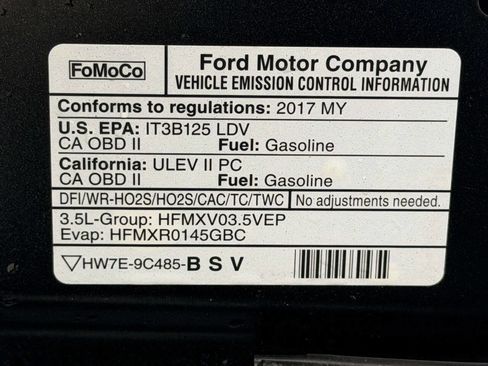 FoMoCo
Ford Motor Company
VEHICLE EMISSION CONTROL INFORMATION
Conforms to regulations: 2017 MY
U.S. EPA: IT3B125 LDV
CA OBD II Fuel: Gasoline
California: ULEV II PC
CA OBD II Fuel: Gasoline
DFI/WR-HO2S/HO2S/CAC/TC/TWC No adjustments needed.
3.5L-Group: HFMXV03.5VEP
Evap: HFMXR0145GBC
▽HW7E-9C485-B S V